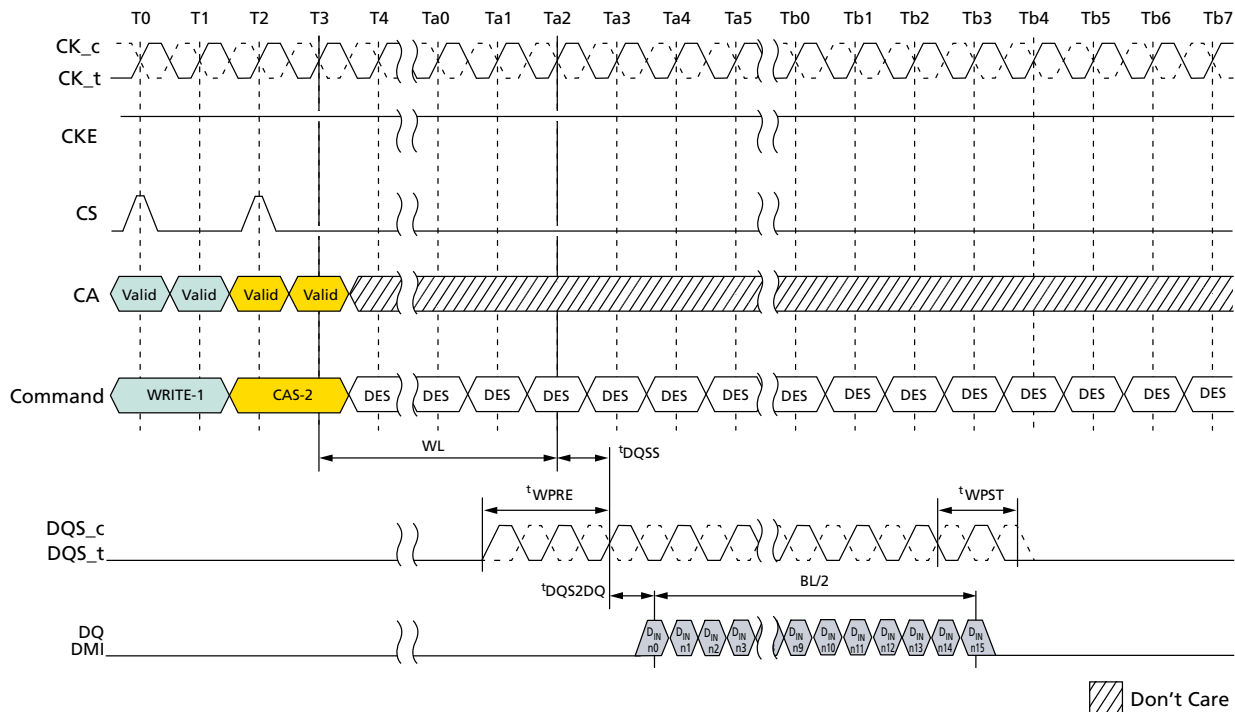 T0 T1 T2 T3 T4 Ta0 Ta1 Ta2 Ta3 Ta4 Ta5 Tb0 Tb1 Tb2 Tb3 Tb4 Tb5 Tb6 Tb7
CK_c
CK_t
CKE
CS
CA Valid Valid Valid Valid
Command WRITE-1 CAS-2 DES DES DES DES DES DES DES DES DES DES DES DES DES DES DES
WL tDQSS
tWPRE tWPST
DQS_c
DQS_t
tDQS2DQ BL/2
DQ
DMI
DIN n0 DIN n1 DIN n2 DIN n3 DIN n9 DIN n10 DIN n11 DIN n12 DIN n13 DIN n14 DIN n15
Don't Care